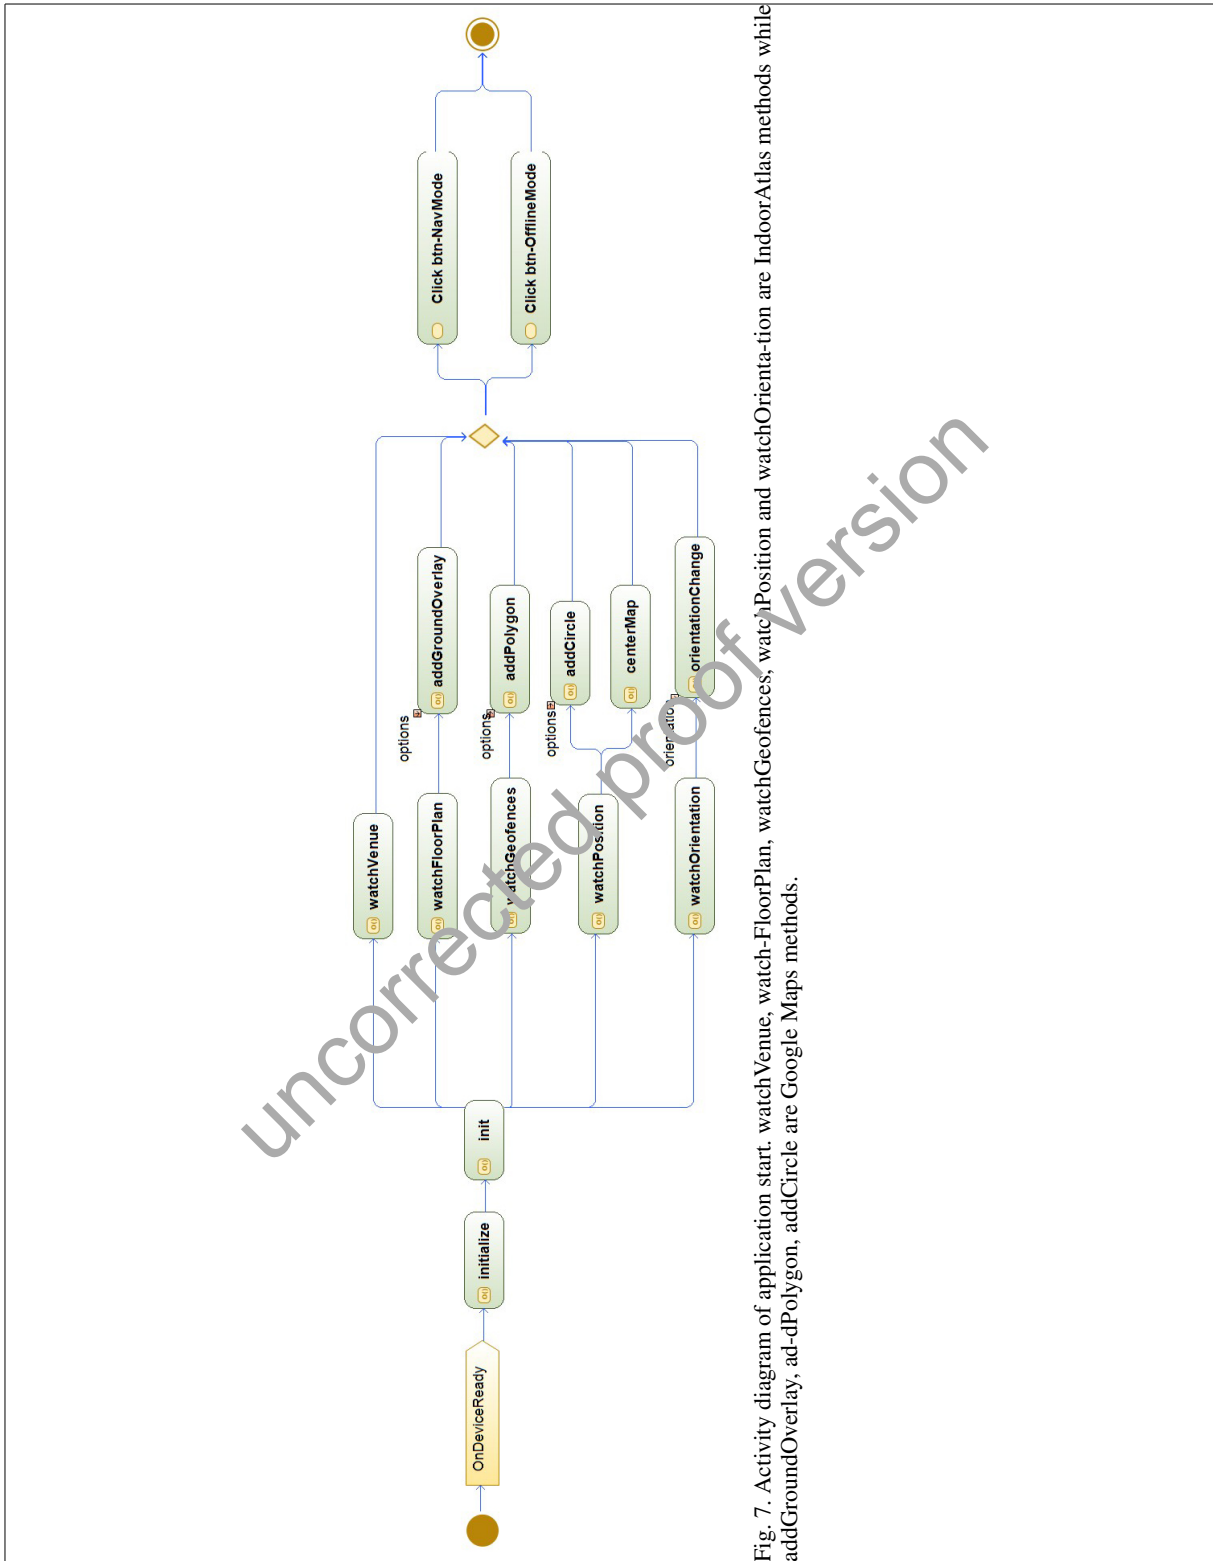 OnDeviceReady
initialize
init
watchVenue
watchFloorPlan
watchGeofences
watchPosition
watchOrientation
options
addGroundOverlay
options
addPolygon
options
addCircle
centerMap
orientation
orientationChange
Click btn-NavMode
Click btn-OfflineMode
Fig. 7. Activity diagram of application start. watchVenue, watch-FloorPlan, watchGeofences, watchPosition and watchOrienta-tion are IndoorAtlas methods while
addGroundOverlay, ad-dPolygon, addCircle are Google Maps methods.
uncorrected proof version